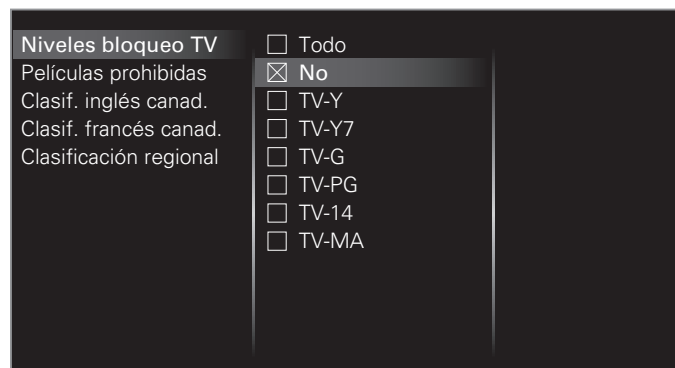 Niveles bloqueo TV
Películas prohibidas
Clasif. inglés canad.
Clasif. francés canad.
Clasificación regional
Todo
No
TV-Y
TV-Y7
TV-G
TV-PG
TV-14
TV-MA